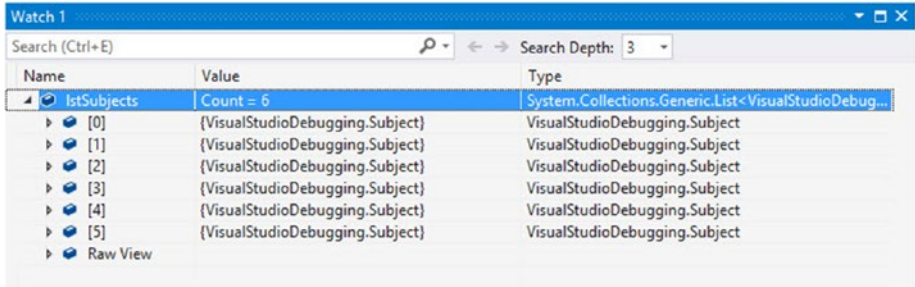 Watch 1
Search (Ctrl+E) Search Depth: 3
Name Value Type
lstSubjects Count = 6 System.Collections.Generic.List<VisualStudioDebug...
[0] {VisualStudioDebugging.Subject} VisualStudioDebugging.Subject
[1] {VisualStudioDebugging.Subject} VisualStudioDebugging.Subject
[2] {VisualStudioDebugging.Subject} VisualStudioDebugging.Subject
[3] {VisualStudioDebugging.Subject} VisualStudioDebugging.Subject
[4] {VisualStudioDebugging.Subject} VisualStudioDebugging.Subject
[5] {VisualStudioDebugging.Subject} VisualStudioDebugging.Subject
Raw View